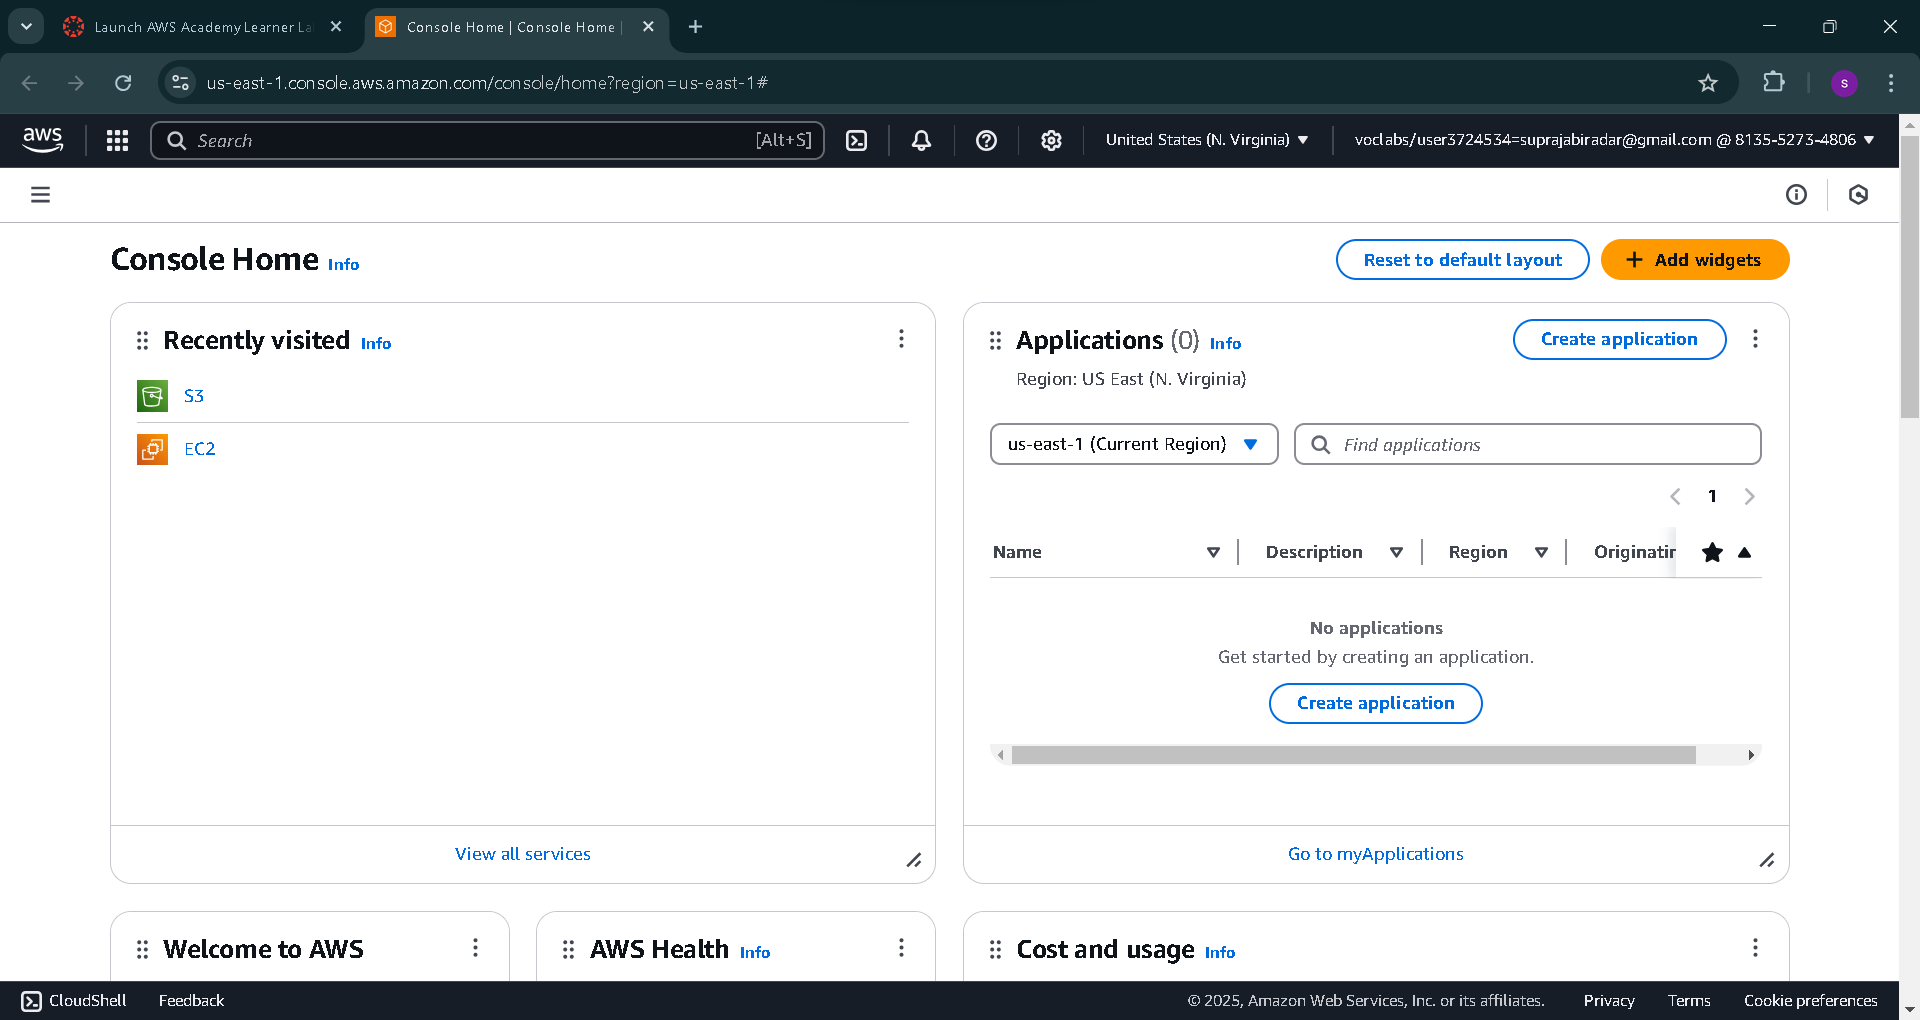 Launch AWS Academy Learner La
Console Home | Console Home |
us-east-1.console.aws.amazon.com/console/home?region=us-east-1#
S
aws
Search [Alt+S]
United States (N. Virginia)
voclabs/user3724534=suprajabiradar@gmail.com @ 8135-5273-4806
Console Home Info
Reset to default layout
+ Add widgets
Recently visited Info
S3
EC2
View all services
Applications (0) Info
Create application
Region: US East (N. Virginia)
us-east-1 (Current Region)
Find applications
1
Name Description Region Originatin
No applications
Get started by creating an application.
Create application
Go to myApplications
Welcome to AWS
AWS Health Info
Cost and usage Info
CloudShell Feedback
© 2025, Amazon Web Services, Inc. or its affiliates. Privacy Terms Cookie preferences